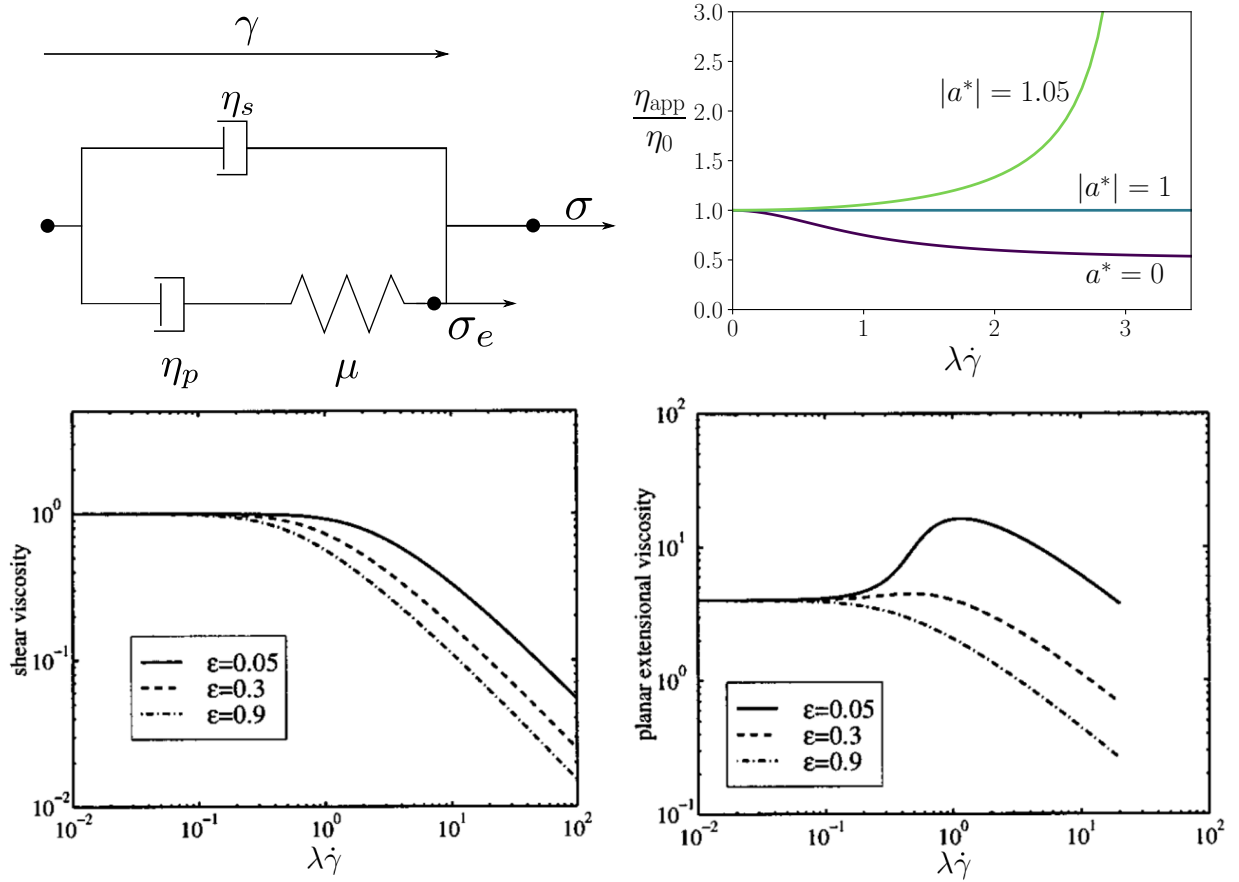 γ
η_s
σ
σ_e
η_p
μ
3.0
2.5
2.0
1.5
1.0
0.5
0.0
η_app/η_0
|a*| = 1.05
|a*| = 1
a* = 0
0 1 2 3
λγ̇
shear viscosity
10^0
10^-1
10^-2
ε=0.05
ε=0.3
ε=0.9
10^-2 10^-1 10^0 10^1 10^2
λγ̇
planar extensional viscosity
10^2
10^1
10^0
10^-1
ε=0.05
ε=0.3
ε=0.9
10^-2 10^-1 10^0 10^1 10^2
λγ̇